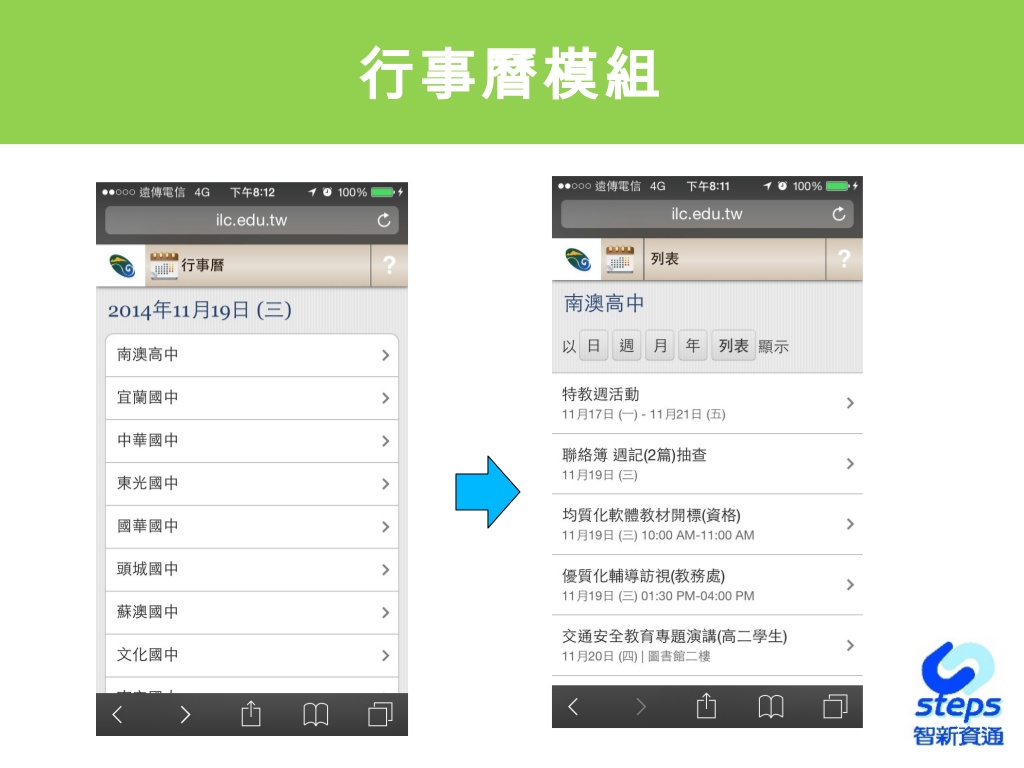 行事曆模組
遠傳電信 4G 下午8:12 100%
ilc.edu.tw
行事曆 ?
2014年11月19日 (三)
南澳高中
宜蘭國中
中華國中
東光國中
國華國中
頭城國中
蘇澳國中
文化國中
遠傳電信 4G 下午8:11 100%
ilc.edu.tw
列表 ?
南澳高中
以 日 週 月 年 列表 顯示
特教週活動
11月17日 (一) - 11月21日 (五)
聯絡簿 週記(2篇)抽查
11月19日 (三)
均質化軟體教材開標(資格)
11月19日 (三) 10:00 AM-11:00 AM
優質化輔導訪視(教務處)
11月19日 (三) 01:30 PM-04:00 PM
交通安全教育專題演講(高二學生)
11月20日 (四) | 圖書館二樓
steps
智新資通